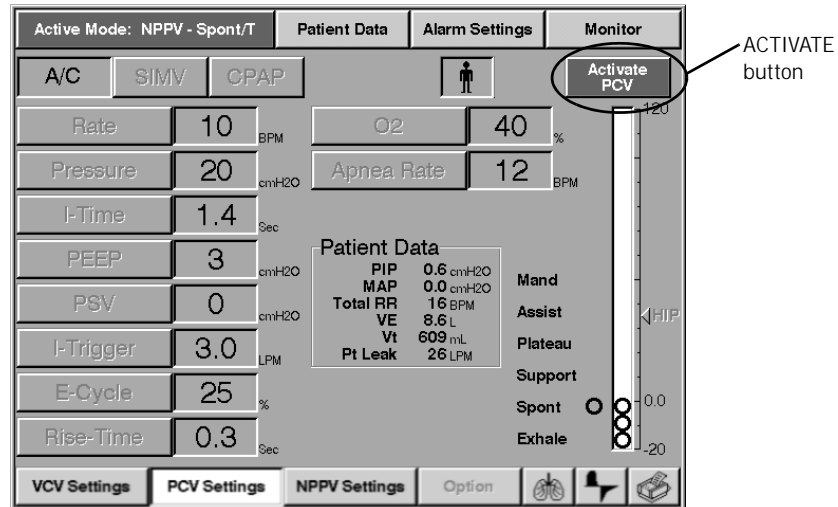 Active Mode: NPPV - Spont/T
Patient Data
Alarm Settings
Monitor
ACTIVATE
button
A/C
SIMV
CPAP
Activate
PCV
Rate
10
BPM
O2
40
%
Pressure
20
cmH2O
Apnea Rate
12
BPM
I-Time
1.4
Sec
PEEP
3
cmH2O
PSV
0
cmH2O
I-Trigger
3.0
LPM
E-Cycle
25
%
Rise-Time
0.3
Sec
Patient Data
PIP 0.6 cmH2O
MAP 0.0 cmH2O
Total RR 16 BPM
VE 8.6 L
Vt 609 mL
Pt Leak 26 LPM
Mand
Assist
Plateau
Support
Spont
Exhale
120
HIP
0.0
-20
VCV Settings
PCV Settings
NPPV Settings
Option